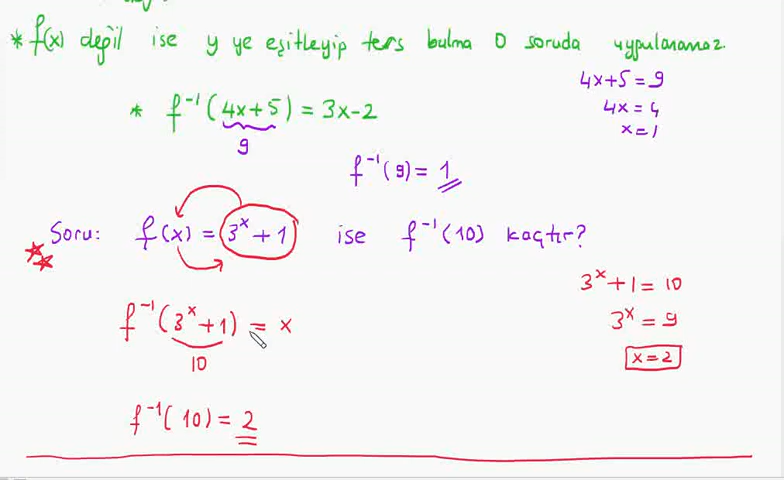 * f(x) değil ise y ye eşitleyip ters bulma o soruda uygulanamaz.
4x+5 = 9
* f⁻¹(4x+5) = 3x-2
4x = 4
9
x = 1
f⁻¹(9) = 1
Soru: f(x) = 3ˣ + 1 ise f⁻¹(10) kaçtır?
**
3ˣ + 1 = 10
f⁻¹(3ˣ + 1) = x
3ˣ = 9
10
x = 2
f⁻¹(10) = 2